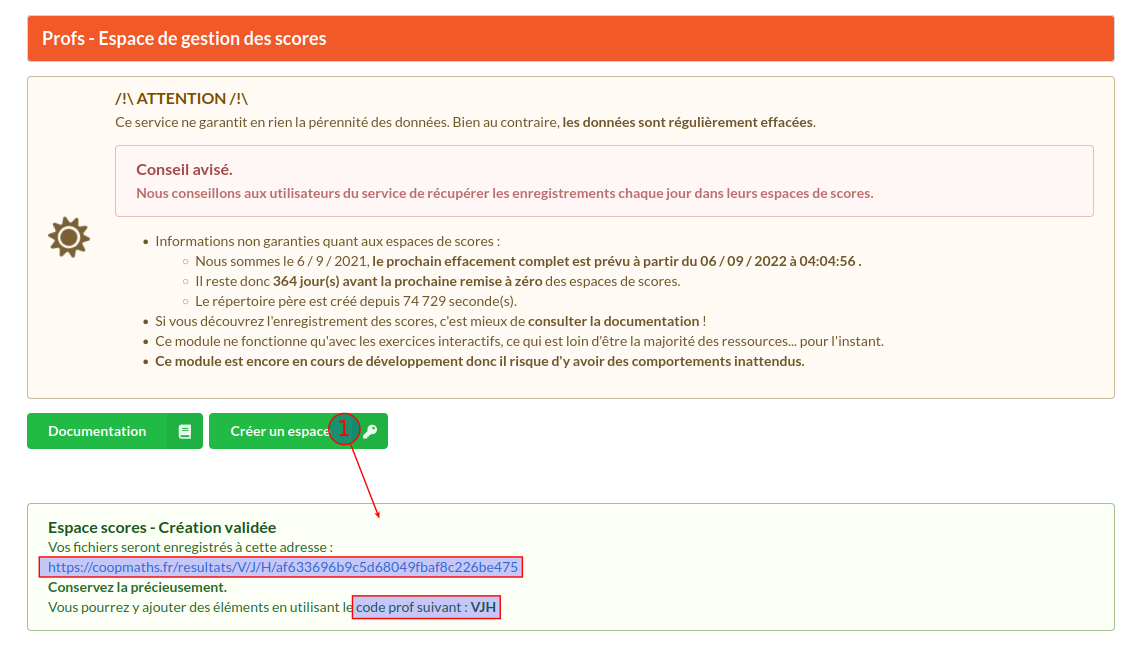 Profs - Espace de gestion des scores
/!\ ATTENTION /!\
Ce service ne garantit en rien la pérennité des données. Bien au contraire, les données sont régulièrement effacées.
Conseil avisé.
Nous conseillons aux utilisateurs du service de récupérer les enregistrements chaque jour dans leurs espaces de scores.
• Informations non garanties quant aux espaces de scores :
◦ Nous sommes le 6 / 9 / 2021, le prochain effacement complet est prévu à partir du 06 / 09 / 2022 à 04:04:56 .
◦ Il reste donc 364 jour(s) avant la prochaine remise à zéro des espaces de scores.
◦ Le répertoire père est créé depuis 74 729 seconde(s).
• Si vous découvrez l'enregistrement des scores, c'est mieux de consulter la documentation !
• Ce module ne fonctionne qu'avec les exercices interactifs, ce qui est loin d'être la majorité des ressources... pour l'instant.
• Ce module est encore en cours de développement donc il risque d'y avoir des comportements inattendus.
Documentation
Créer un espace
1
Espace scores - Création validée
Vos fichiers seront enregistrés à cette adresse :
https://coopmaths.fr/resultats/V/J/H/af633696b9c5d68049fbaf8c226be475
Conservez la précieusement.
Vous pourrez y ajouter des éléments en utilisant le code prof suivant : VJH